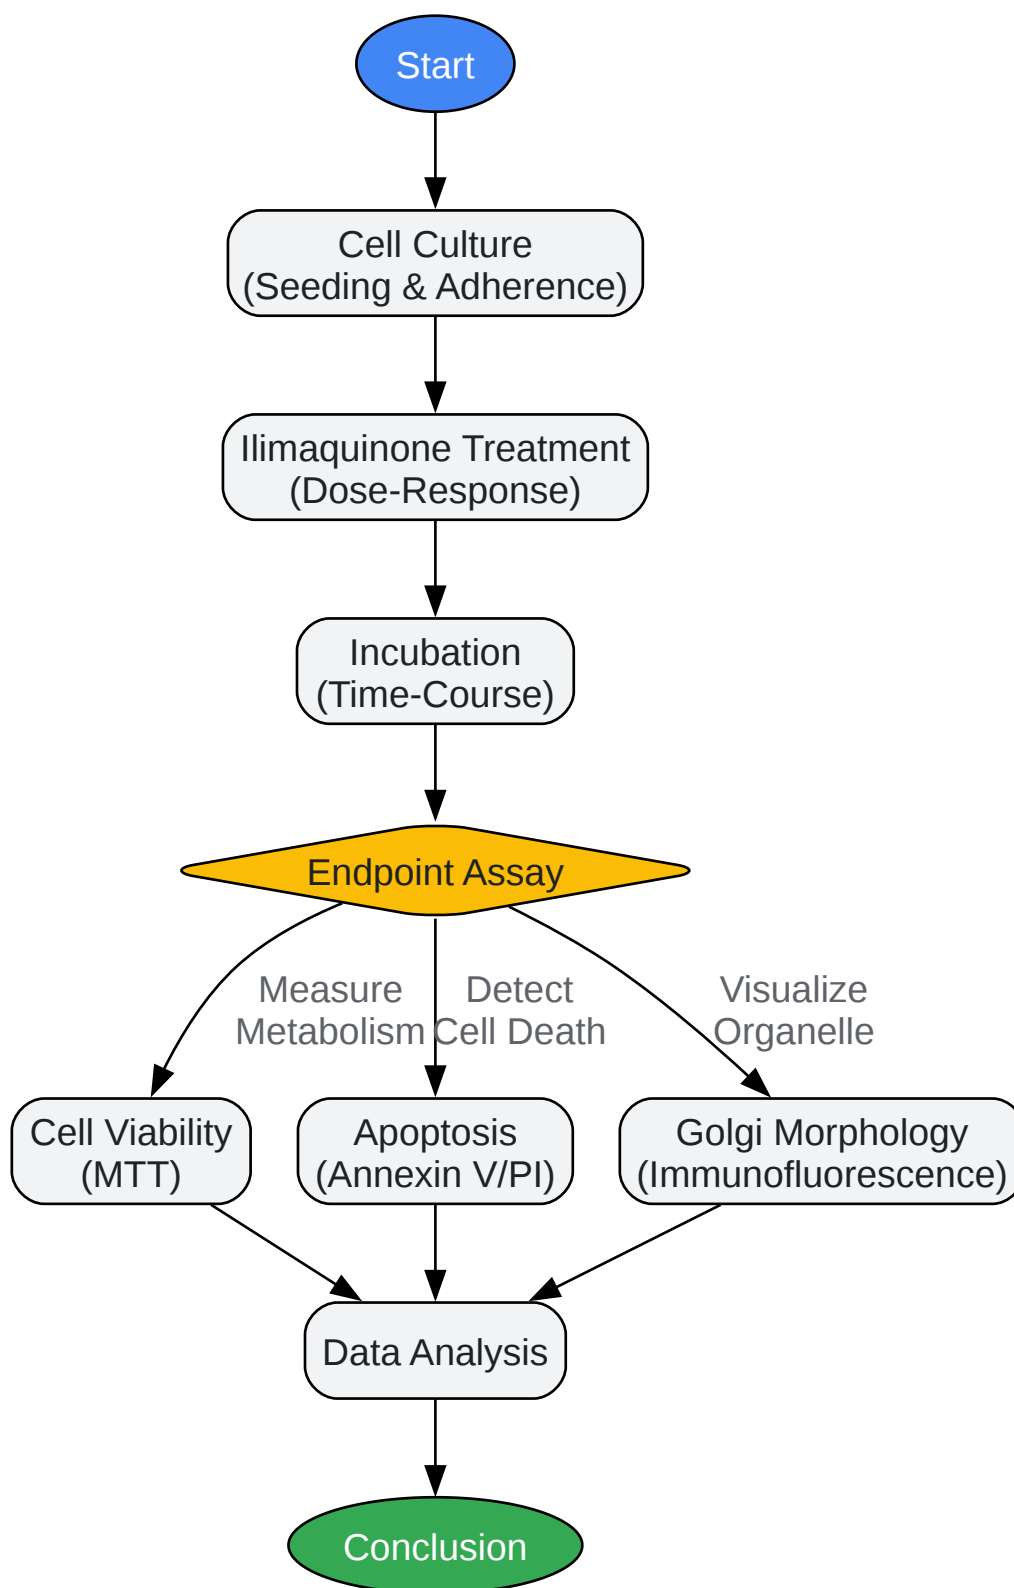 Start
Cell Culture
(Seeding & Adherence)
Ilimaquinone Treatment
(Dose-Response)
Incubation
(Time-Course)
Endpoint Assay
Measure
Metabolism
Detect
Cell Death
Visualize
Organelle
Cell Viability
(MTT)
Apoptosis
(Annexin V/PI)
Golgi Morphology
(Immunofluorescence)
Data Analysis
Conclusion